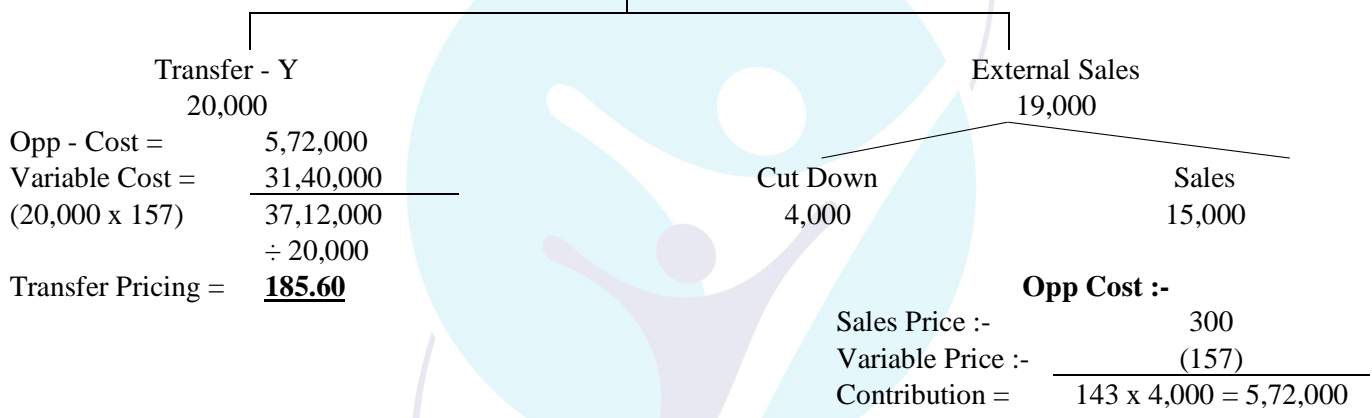 Transfer - Y
20,000
Opp - Cost = 5,72,000
Variable Cost = 31,40,000
(20,000 x 157) 37,12,000
÷ 20,000
Transfer Pricing = 185.60
External Sales
19,000
Cut Down Sales
4,000 15,000
Opp Cost :-
Sales Price :- 300
Variable Price :- (157)
Contribution = 143 x 4,000 = 5,72,000